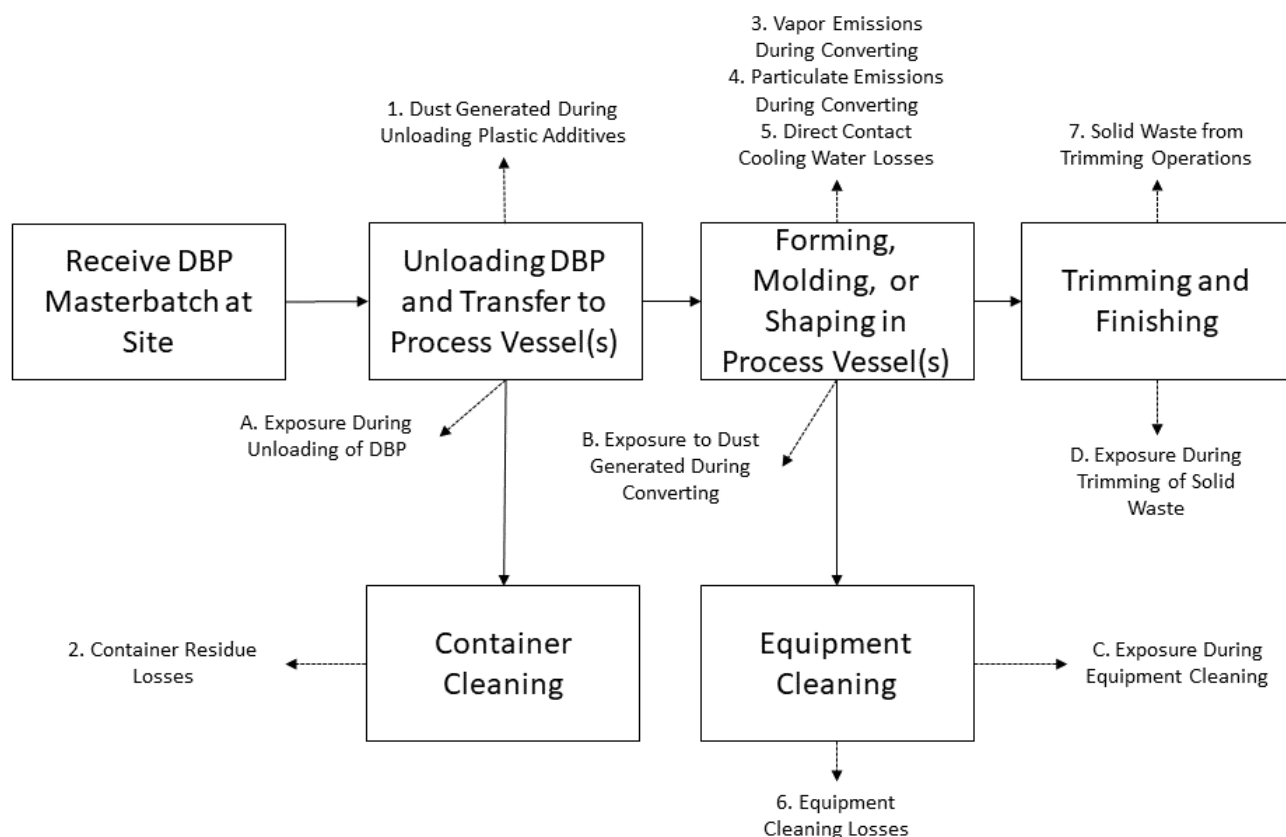 3. Vapor Emissions
During Converting
4. Particulate Emissions
During Converting
5. Direct Contact
Cooling Water Losses
1. Dust Generated During
Unloading Plastic Additives
7. Solid Waste from
Trimming Operations
Receive DBP
Masterbatch at
Site
Unloading DBP
and Transfer to
Process Vessel(s)
Forming,
Molding, or
Shaping in
Process Vessel(s)
Trimming and
Finishing
A. Exposure During
Unloading of DBP
B. Exposure to Dust
Generated During
Converting
D. Exposure During
Trimming of Solid
Waste
2. Container Residue
Losses
Container
Cleaning
Equipment
Cleaning
C. Exposure During
Equipment Cleaning
6. Equipment
Cleaning Losses